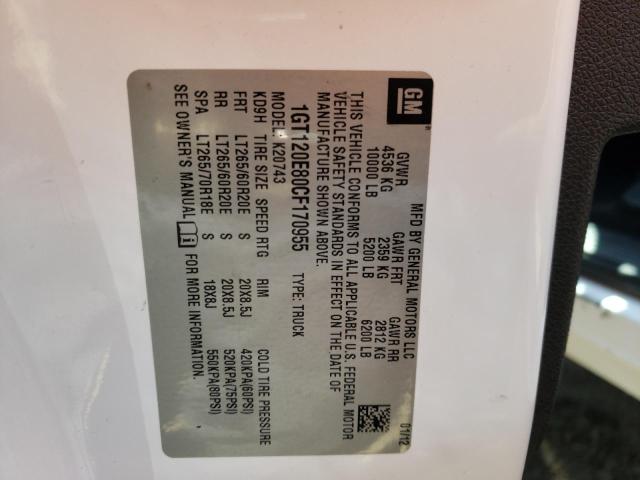 GM
MFD BY GENERAL MOTORS LLC
01/12
GVWR GAWR FRT GAWR RR
4536 KG 2359 KG 2812 KG
10000 LB 5200 LB 6200 LB
THIS VEHICLE CONFORMS TO ALL APPLICABLE U.S. FEDERAL MOTOR
VEHICLE SAFETY STANDARDS IN EFFECT ON THE DATE OF
MANUFACTURE SHOWN ABOVE.
1GT120E80CF170955 TYPE: TRUCK
MODEL: K20743
KD9H TIRE SIZE SPEED RTG RIM COLD TIRE PRESSURE
FRT LT265/60R20E S 20X8.5J 420KPA(60PSI)
RR LT265/60R20E S 20X8.5J 520KPA(75PSI)
SPA LT265/70R18E S 18X8J 550KPA(80PSI)
SEE OWNER'S MANUAL FOR MORE INFORMATION.